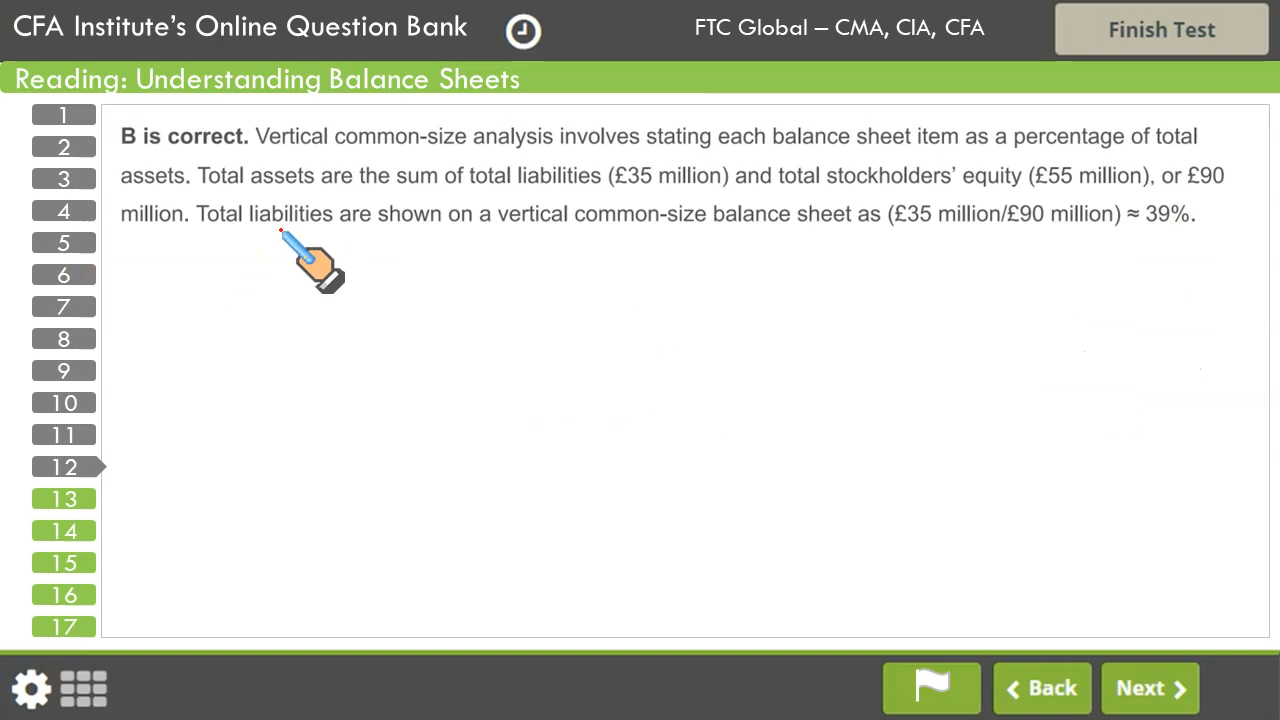 CFA Institute's Online Question Bank
FTC Global – CMA, CIA, CFA
Finish Test
Reading: Understanding Balance Sheets
1
2
3
4
5
6
7
8
9
10
11
12
13
14
15
16
17
B is correct. Vertical common-size analysis involves stating each balance sheet item as a percentage of total
assets. Total assets are the sum of total liabilities (£35 million) and total stockholders' equity (£55 million), or £90
million. Total liabilities are shown on a vertical common-size balance sheet as (£35 million/£90 million) ≈ 39%.
Back
Next